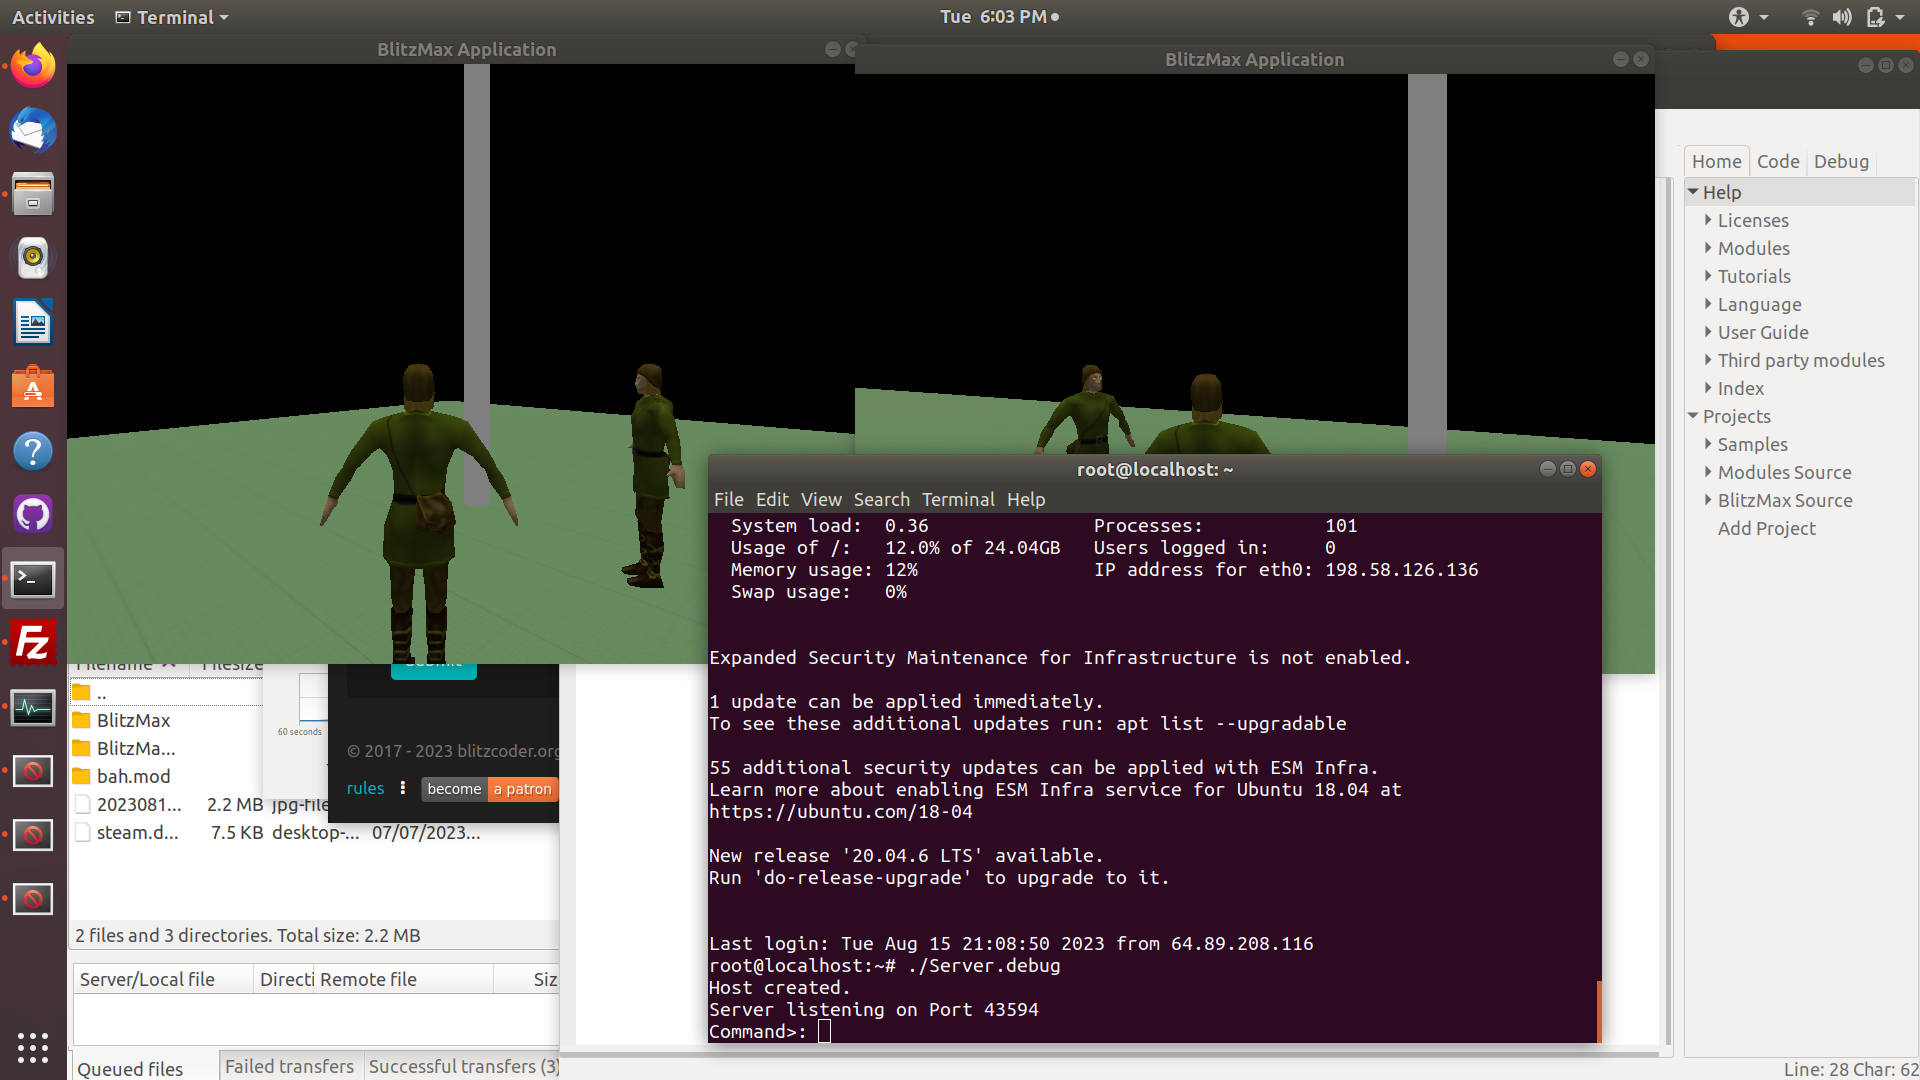 Activities
Terminal
Tue 6:03 PM
BlitzMax Application
BlitzMax Application
Home Code Debug
Help
Licenses
Modules
Tutorials
Language
User Guide
Third party modules
Index
Projects
Samples
Modules Source
BlitzMax Source
Add Project
root@localhost: ~
File Edit View Search Terminal Help
System load: 0.36 Processes: 101
Usage of /: 12.0% of 24.04GB Users logged in: 0
Memory usage: 12% IP address for eth0: 198.58.126.136
Swap usage: 0%
Expanded Security Maintenance for Infrastructure is not enabled.
1 update can be applied immediately.
To see these additional updates run: apt list --upgradable
55 additional security updates can be applied with ESM Infra.
Learn more about enabling ESM Infra service for Ubuntu 18.04 at
https://ubuntu.com/18-04
New release '20.04.6 LTS' available.
Run 'do-release-upgrade' to upgrade to it.
Last login: Tue Aug 15 21:08:50 2023 from 64.89.208.116
root@localhost:~# ./Server.debug
Host created.
Server listening on Port 43594
Command>:
Filename Filesize
Submit
..
BlitzMax
BlitzMa...
bah.mod
2023081... 2.2 MB jpg-file
steam.d... 7.5 KB desktop-... 07/07/2023...
60 seconds
© 2017 - 2023 blitzcoder.org
rules become a patron
2 files and 3 directories. Total size: 2.2 MB
Server/Local file Directi Remote file Siz
Queued files Failed transfers Successful transfers (3)
Line: 28 Char: 62